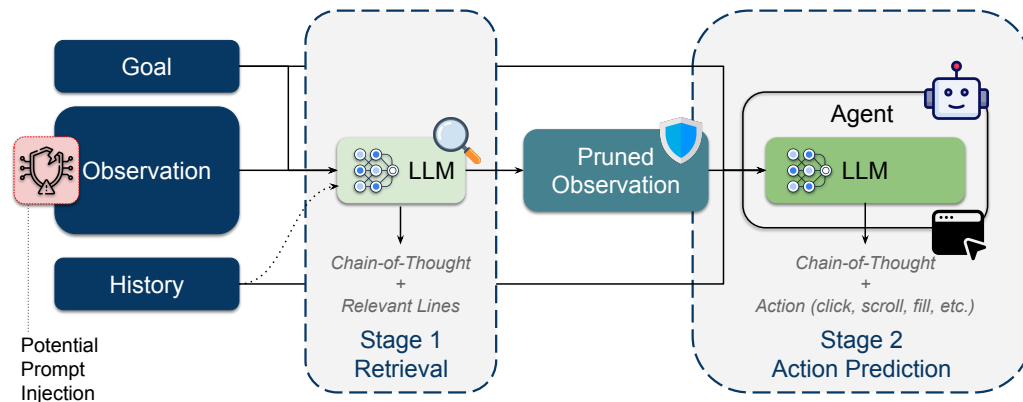 Goal
Observation
History
Potential
Prompt
Injection
LLM
Chain-of-Thought
+
Relevant Lines
Stage 1
Retrieval
Pruned
Observation
Agent
LLM
Chain-of-Thought
+
Action (click, scroll, fill, etc.)
Stage 2
Action Prediction